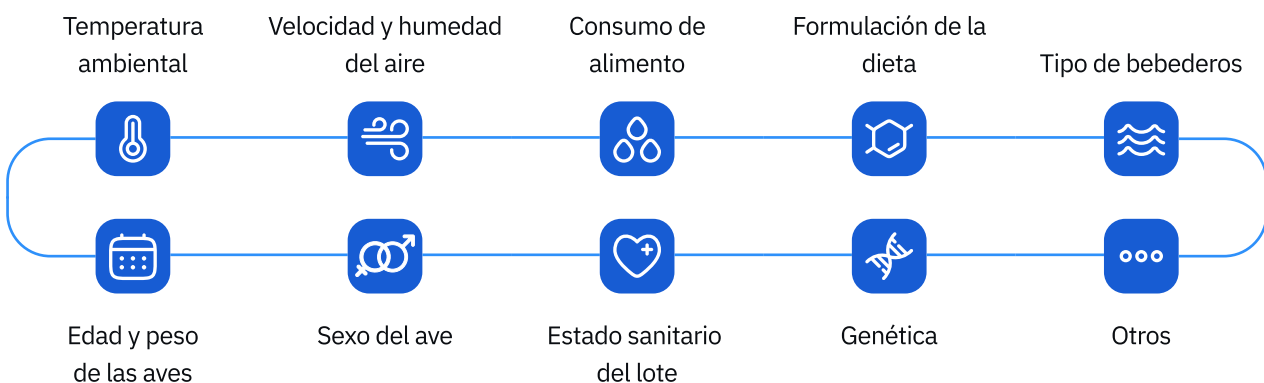 Temperatura
ambiental
Velocidad y humedad
del aire
Consumo de
alimento
Formulación de la
dieta
Tipo de bebederos
Edad y peso
de las aves
Sexo del ave
Estado sanitario
del lote
Genética
Otros